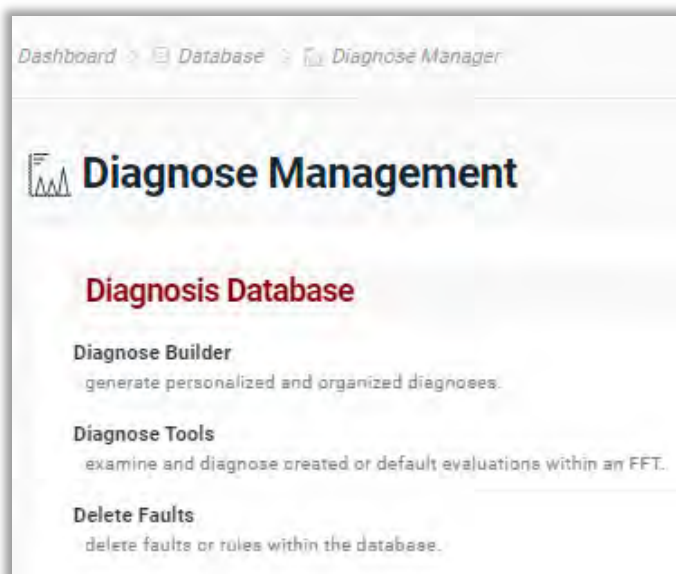 Dashboard > Database > Diagnose Manager
Diagnose Management
Diagnosis Database
Diagnose Builder
generate personalized and organized diagnoses.
Diagnose Tools
examine and diagnose created or default evaluations within an FFT.
Delete Faults
delete faults or rules within the database.